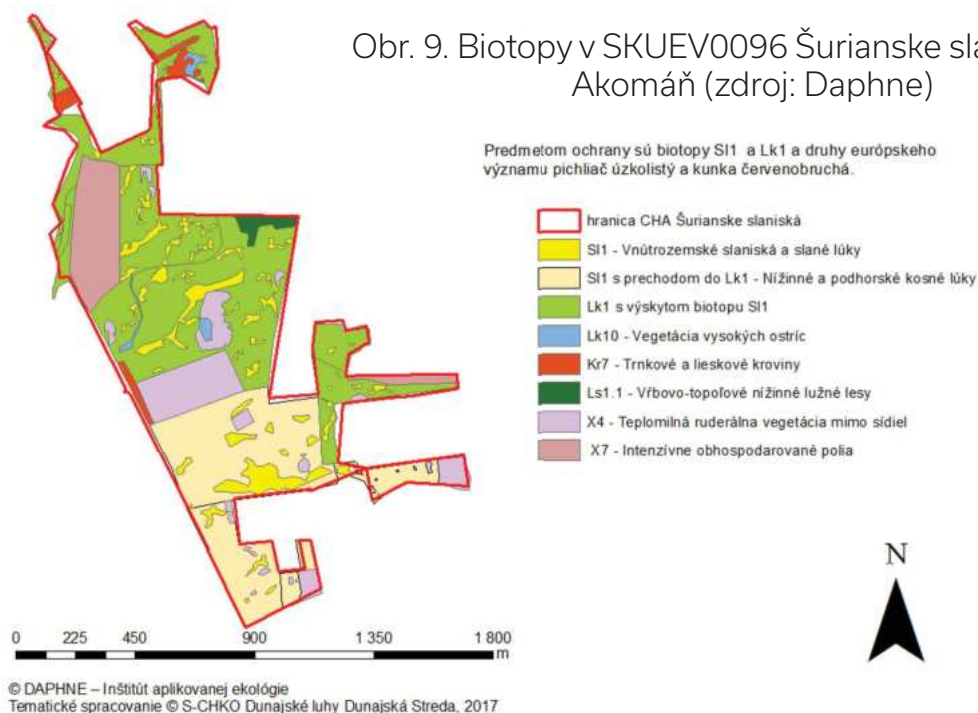 Obr. 9. Biotopy v SKUEV0096 Šurianske sla
Akomáň (zdroj: Daphne)
Predmetom ochrany sú biotopy Sl1 a Lk1 a druhy európskeho
významu pichliač úzkolistý a kunka červenobruchá.
hranica CHA Šurianske slaniská
Sl1 - Vnútrozemské slaniská a slané lúky
Sl1 s prechodom do Lk1 - Nížinné a podhorské kosné lúky
Lk1 s výskytom biotopu Sl1
Lk10 - Vegetácia vysokých ostríc
Kr7 - Trnkové a lieskové kroviny
Ls1.1 - Vŕbovo-topoľové nížinné lužné lesy
X4 - Teplomilná ruderálna vegetácia mimo sídiel
X7 - Intenzívne obhospodarované polia
N
0 225 450 900 1 350 1 800
m
© DAPHNE – Inštitút aplikovanej ekológie
Tematické spracovanie © S-CHKO Dunajské luhy Dunajská Streda, 2017